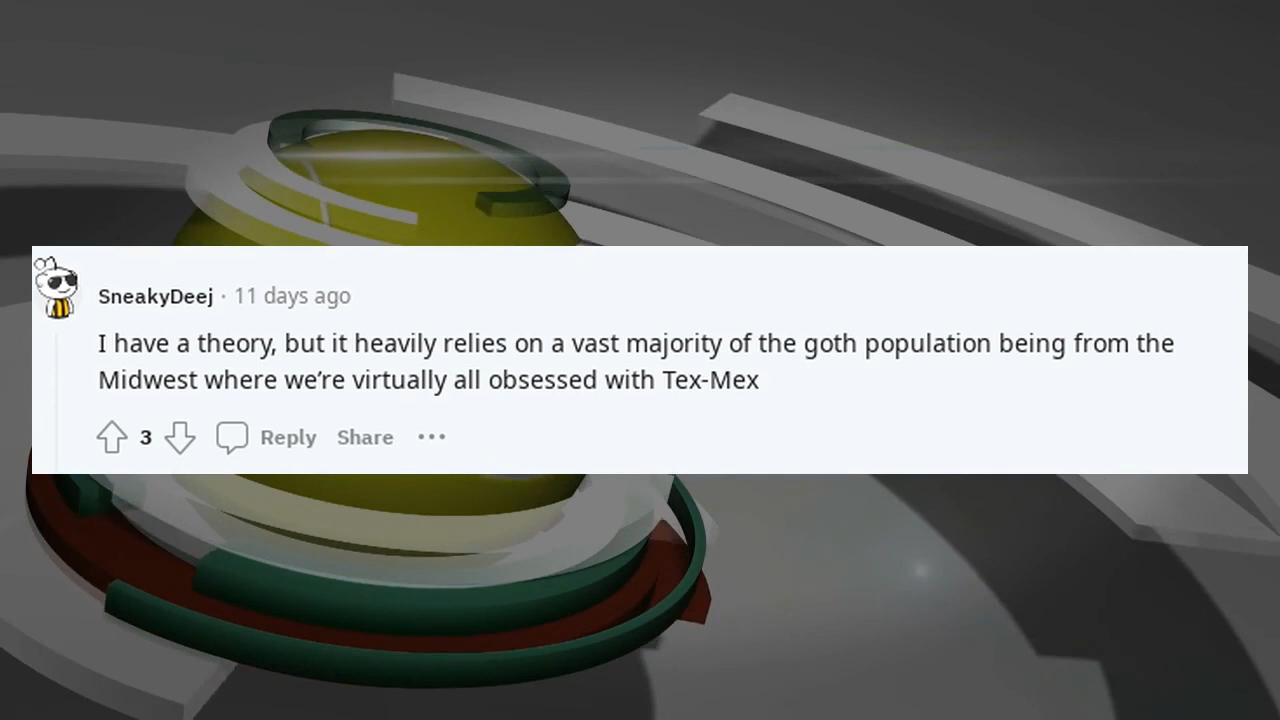 SneakyDeej · 11 days ago
I have a theory, but it heavily relies on a vast majority of the goth population being from the
Midwest where we’re virtually all obsessed with Tex-Mex
3 Reply Share ···